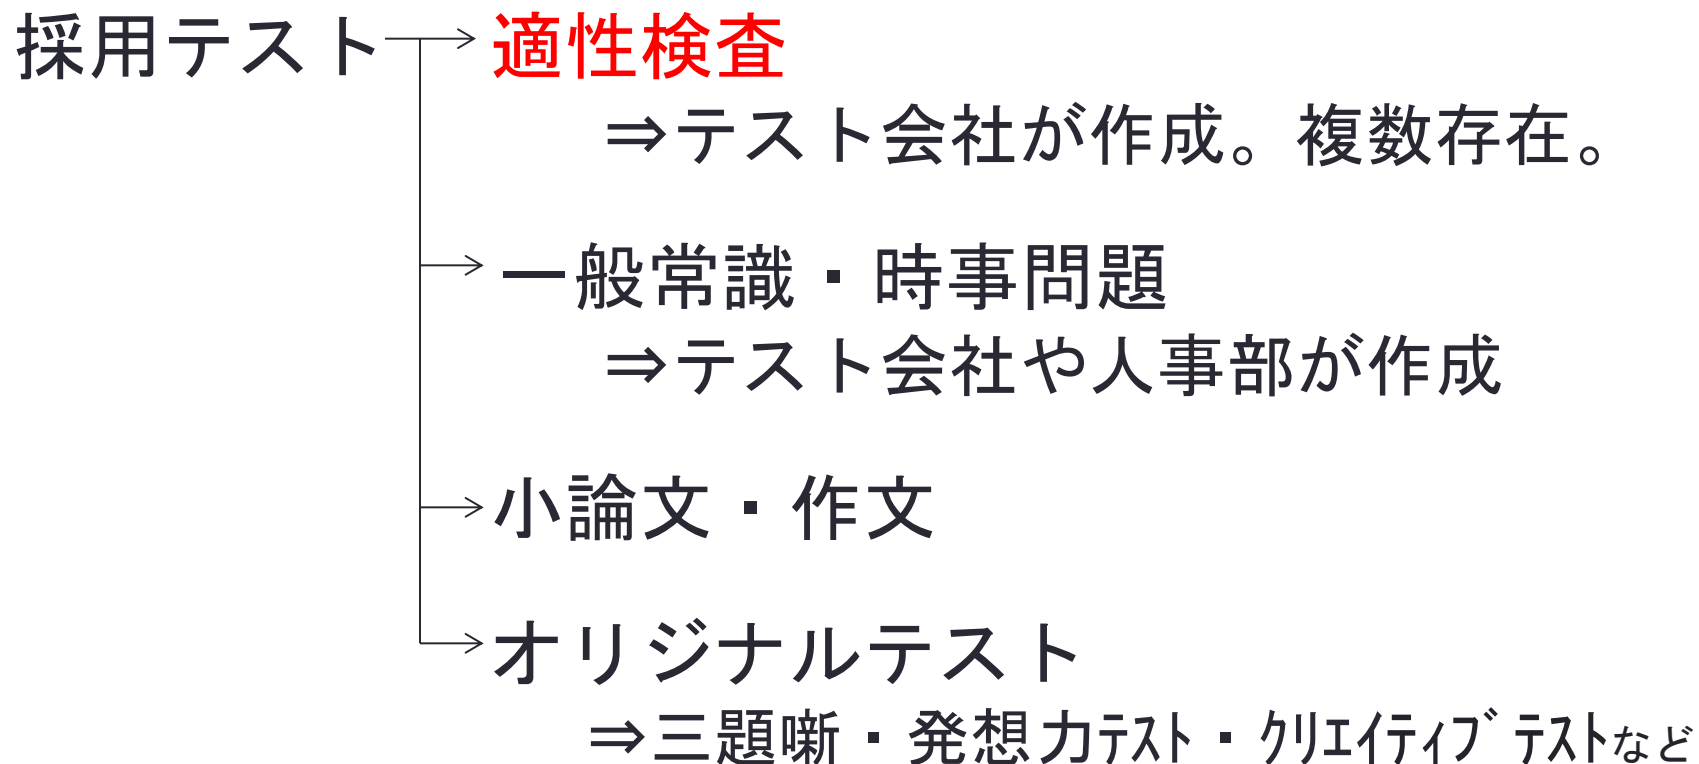 採用テスト 適性検査
⇒テスト会社が作成。複数存在。
一般常識・時事問題
⇒テスト会社や人事部が作成
小論文・作文
オリジナルテスト
⇒三題噺・発想力ﾃｽﾄ・ｸﾘｴｲﾃｨﾌﾞﾃｽﾄなど